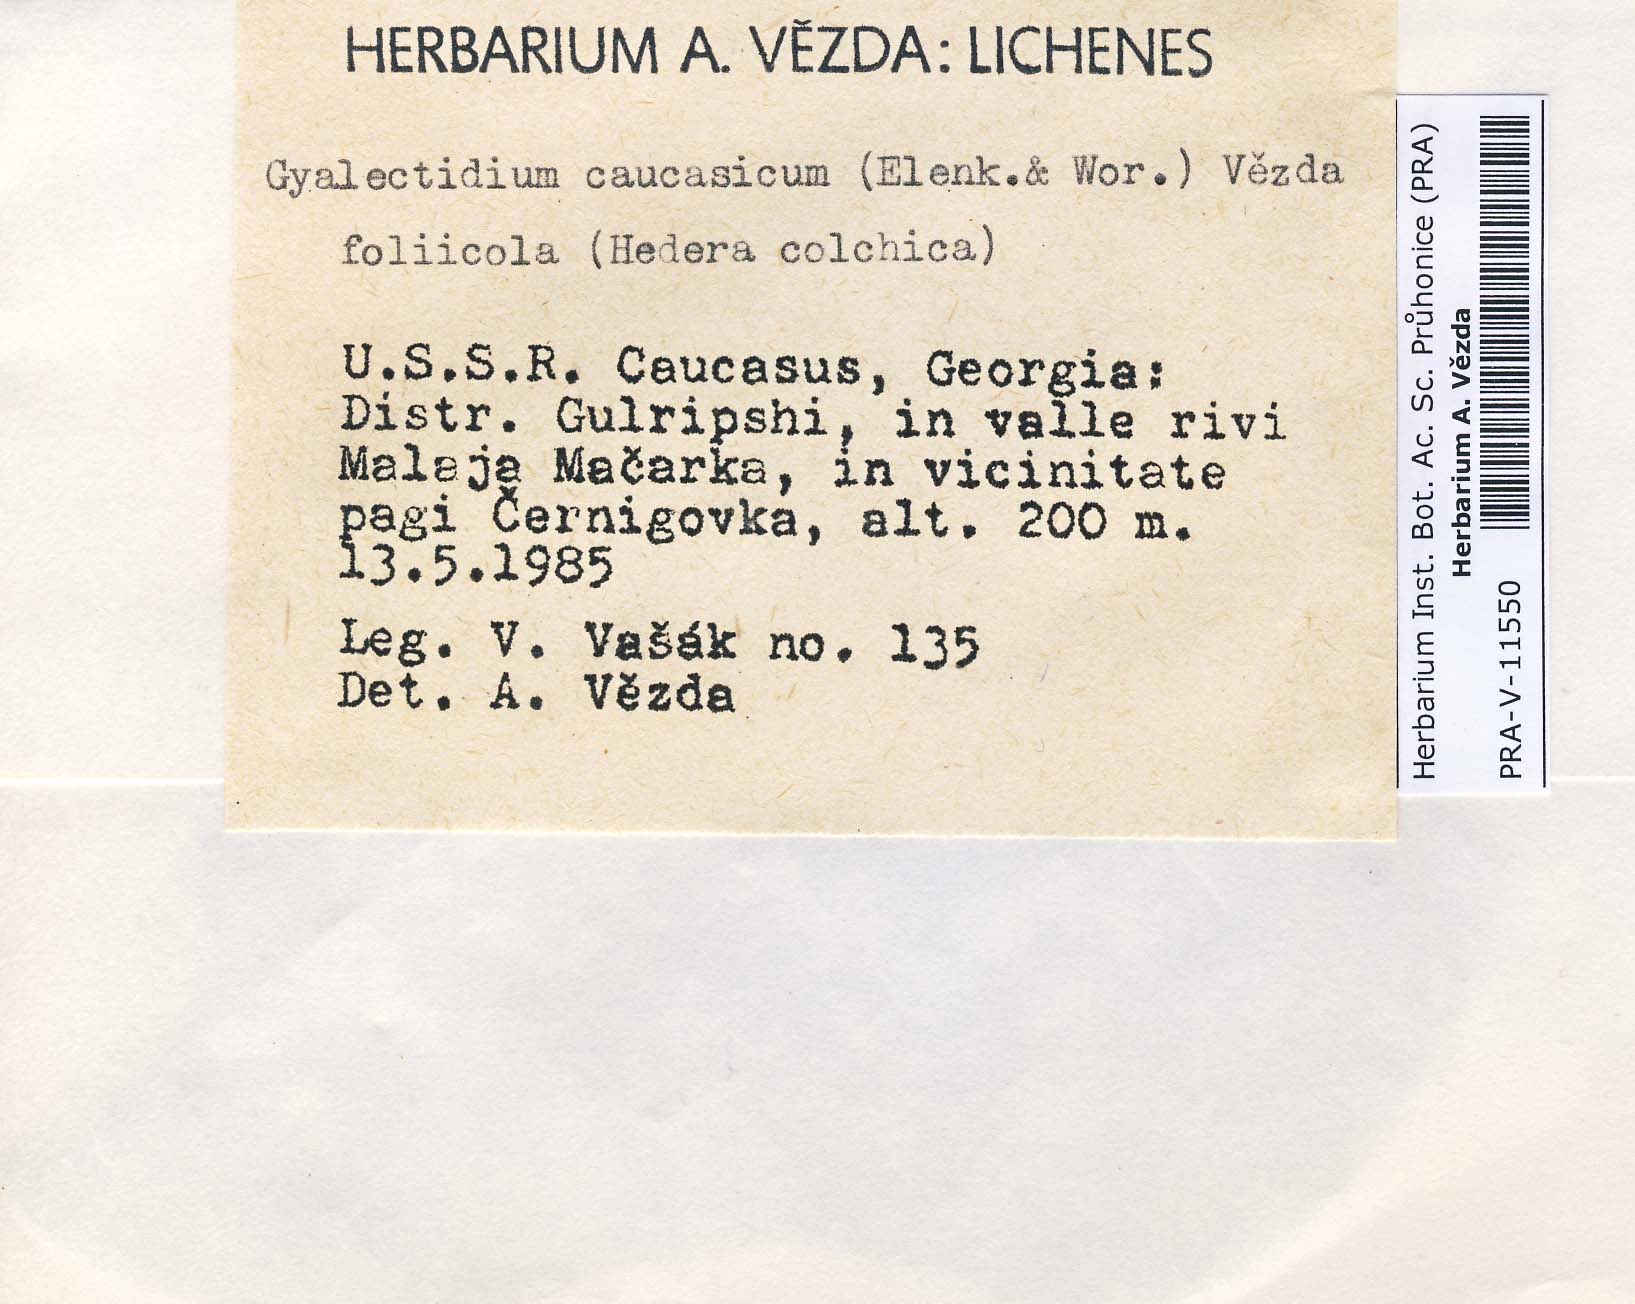 HERBARIUM A. VĚZDA: LICHENES
Gyalectidium caucasicum (Elenk.& Wor.) Vězda
foliicola (Hedera colchica)
U.S.S.R. Caucasus, Georgia:
Distr. Gulripshi, in valle rivi
Malaja Mačarka, in vicinitate
pagi Černigovka, alt. 200 m.
13.5.1985
Leg. V. Vašák no. 135
Det. A. Vězda
Herbarium Inst. Bot. Ac. Sc. Průhonice (PRA)
Herbarium A. Vězda
PRA-V-11550